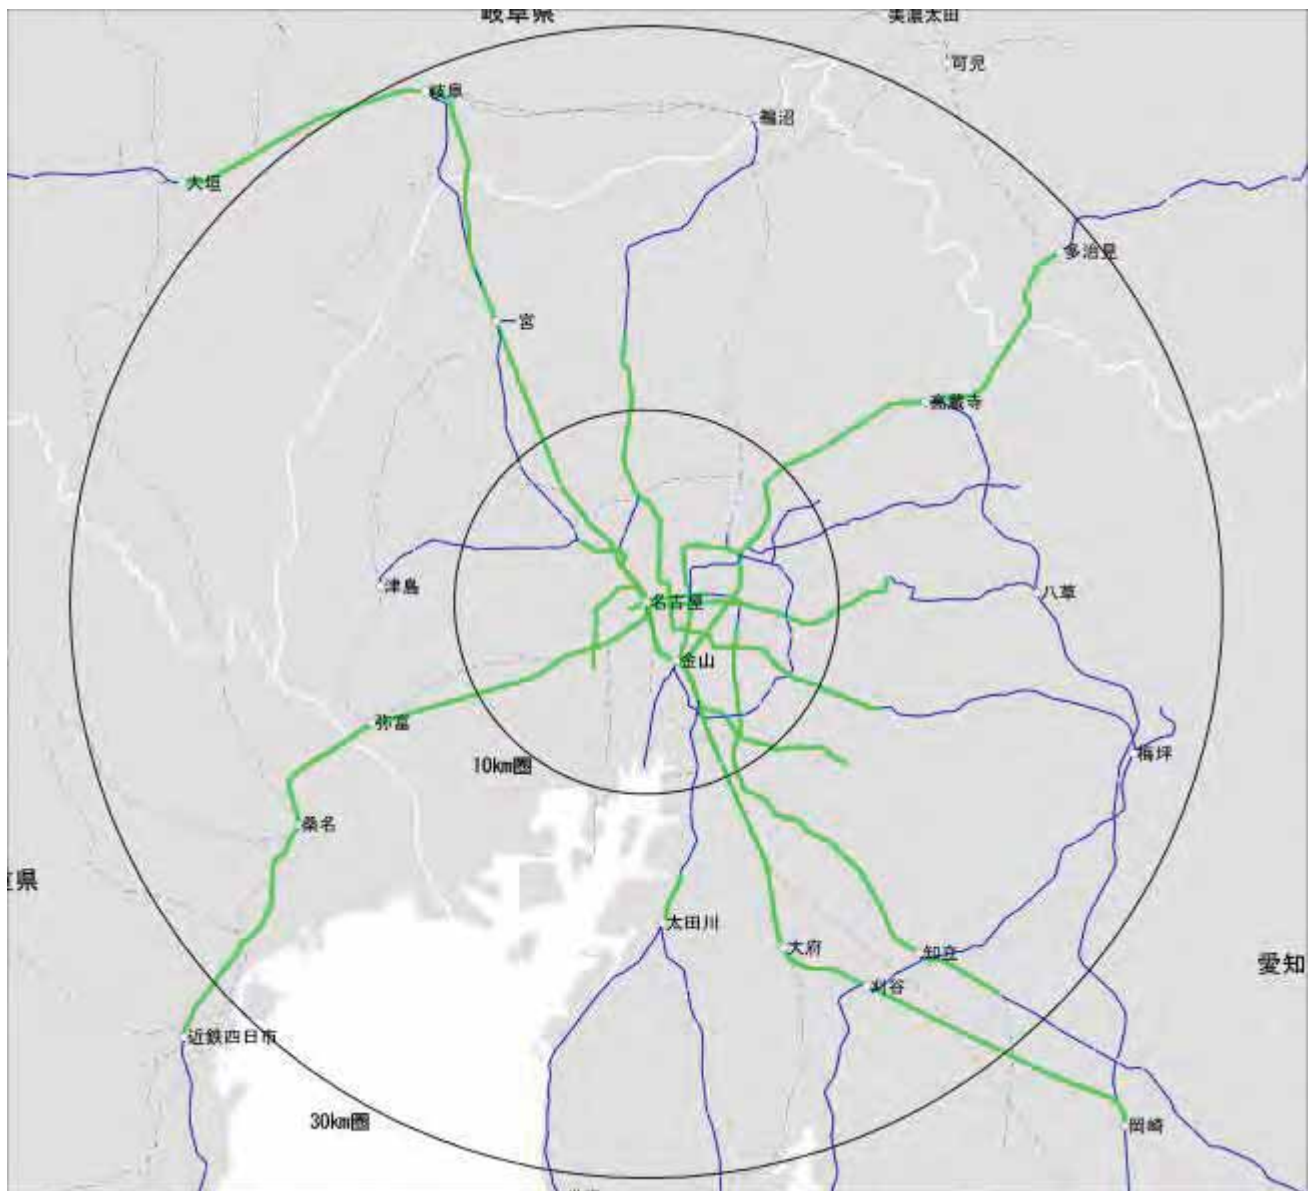 岐阜県
美濃太田
可児
岐阜
鵜沼
大垣
多治見
一宮
高蔵寺
津島
八草
名古屋
金山
弥富
梅坪
10km圏
桑名
県
太田川
大府
知立
愛知
刈谷
近鉄四日市
30km圏
岡崎